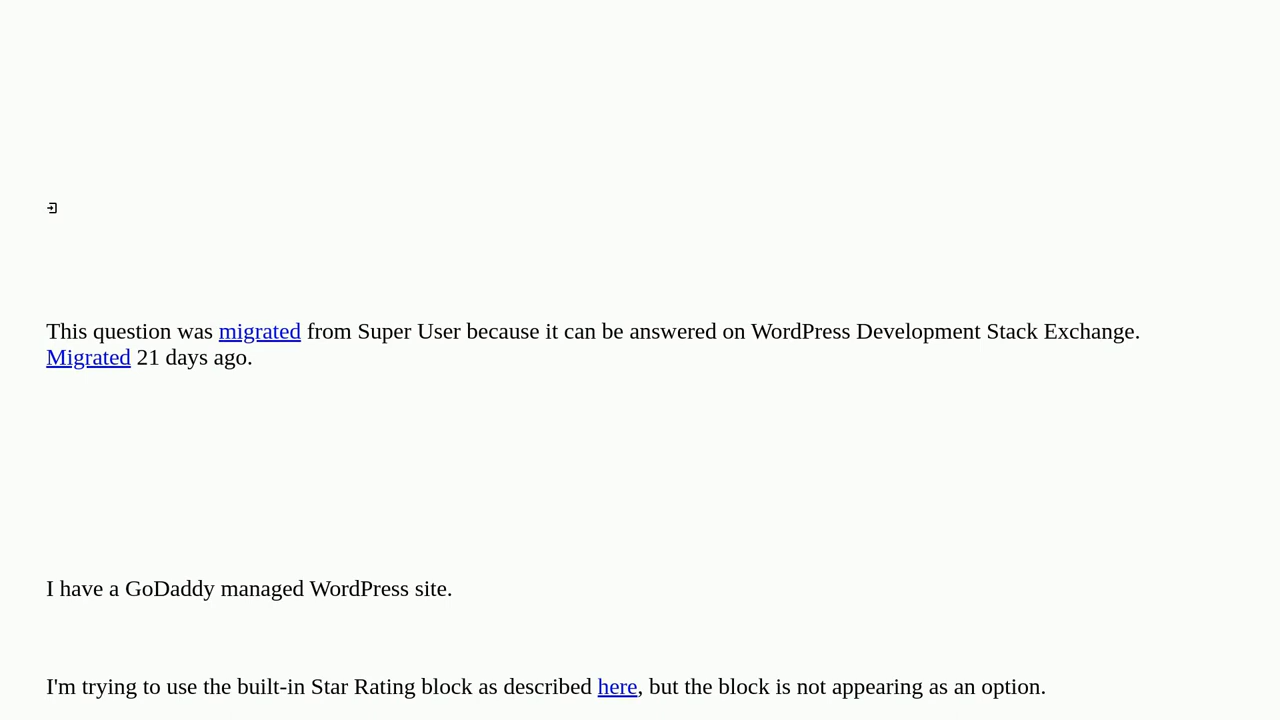 This question was migrated from Super User because it can be answered on WordPress Development Stack Exchange.
Migrated 21 days ago.
I have a GoDaddy managed WordPress site.
I'm trying to use the built-in Star Rating block as described here, but the block is not appearing as an option.